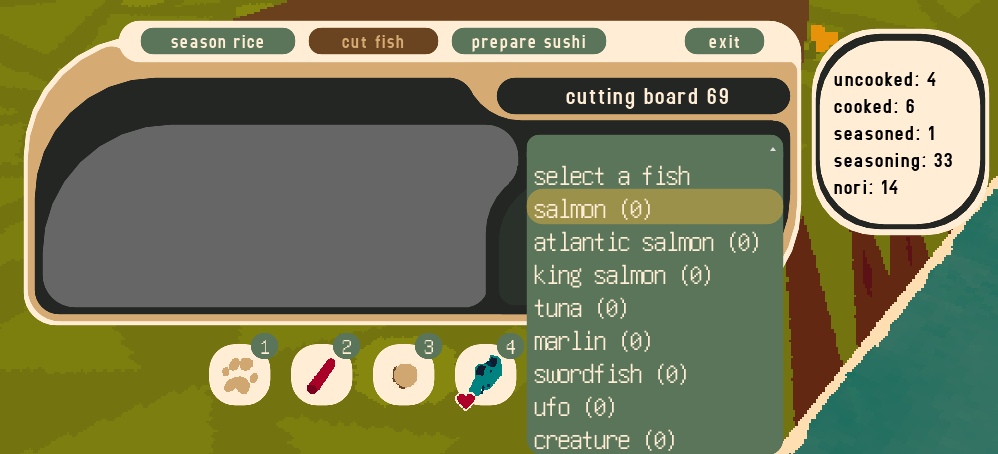 season rice
cut fish
prepare sushi
exit
cutting board 69
select a fish
salmon (0)
atlantic salmon (0)
king salmon (0)
tuna (0)
marlin (0)
swordfish (0)
ufo (0)
creature (0)
uncooked: 4
cooked: 6
seasoned: 1
seasoning: 33
nori: 14
1
2
3
4